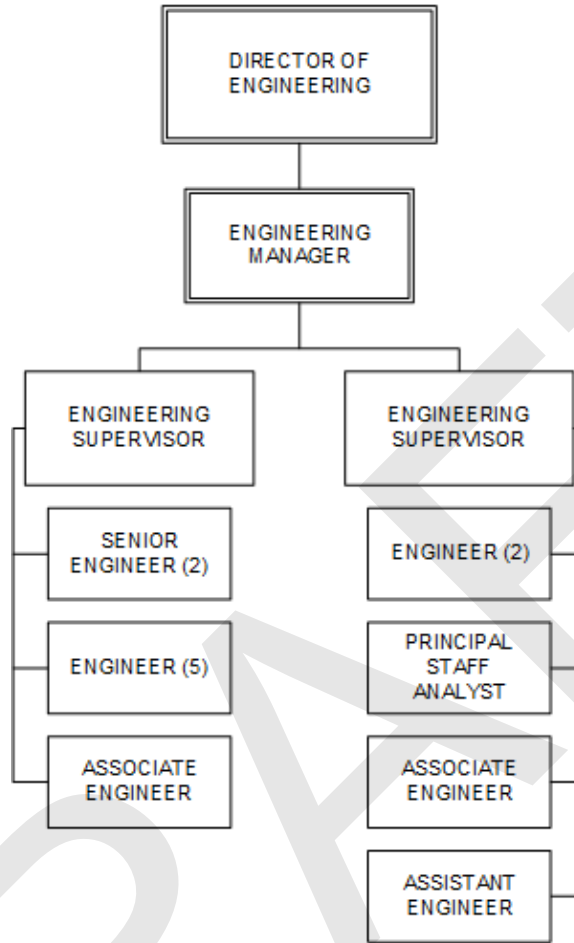 DIRECTOR OF
ENGINEERING
ENGINEERING
MANAGER
ENGINEERING
SUPERVISOR
SENIOR
ENGINEER (2)
ENGINEER (5)
ASSOCIATE
ENGINEER
ENGINEERING
SUPERVISOR
ENGINEER (2)
PRINCIPAL
STAFF
ANALYST
ASSOCIATE
ENGINEER
ASSISTANT
ENGINEER